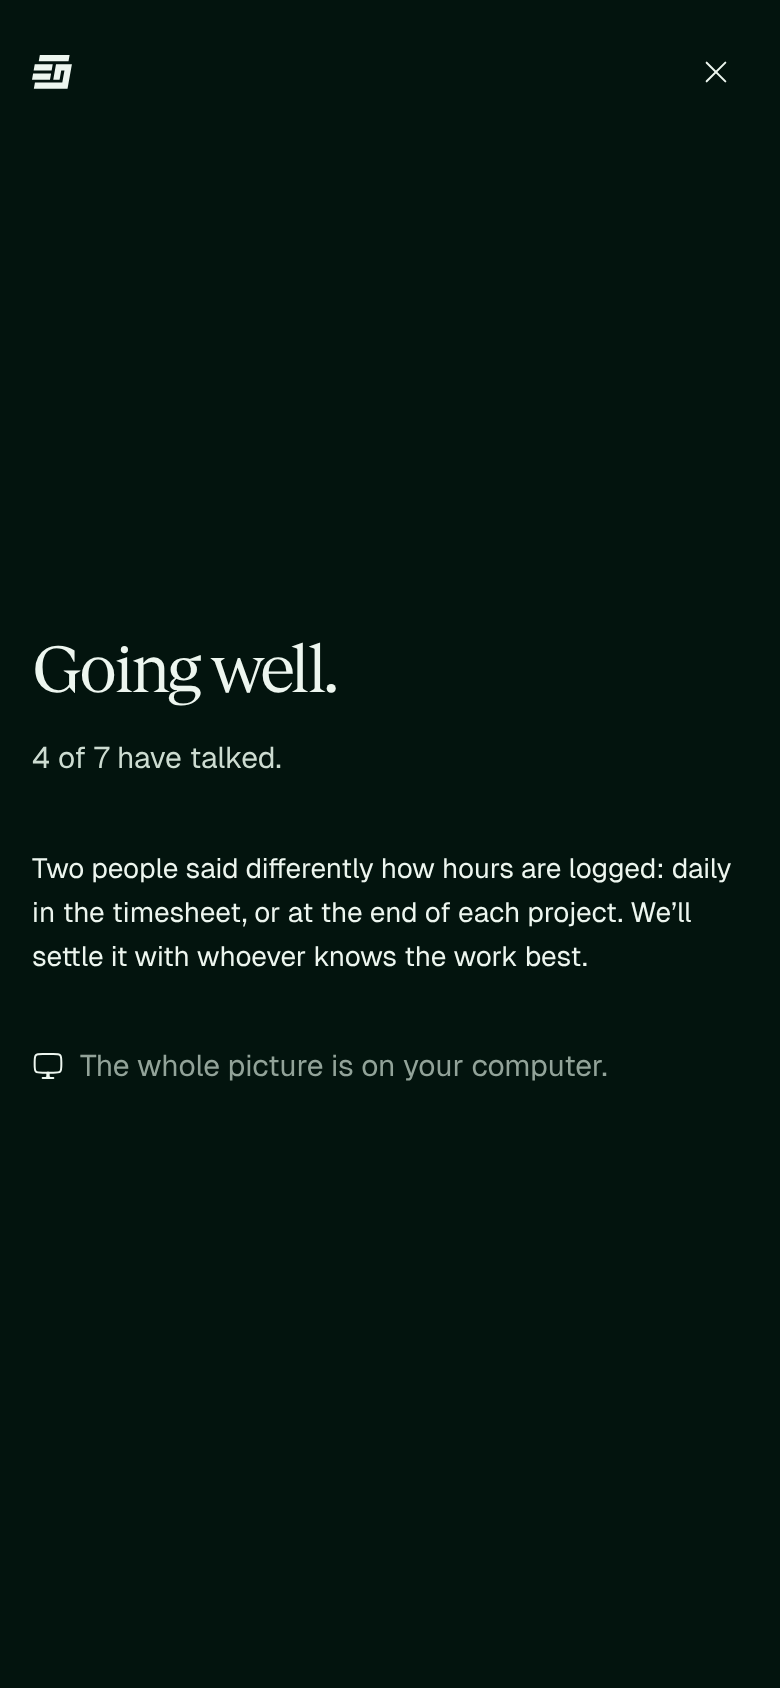 Going well.
4 of 7 have talked.
Two people said differently how hours are logged: daily
in the timesheet, or at the end of each project. We’ll
settle it with whoever knows the work best.
The whole picture is on your computer.